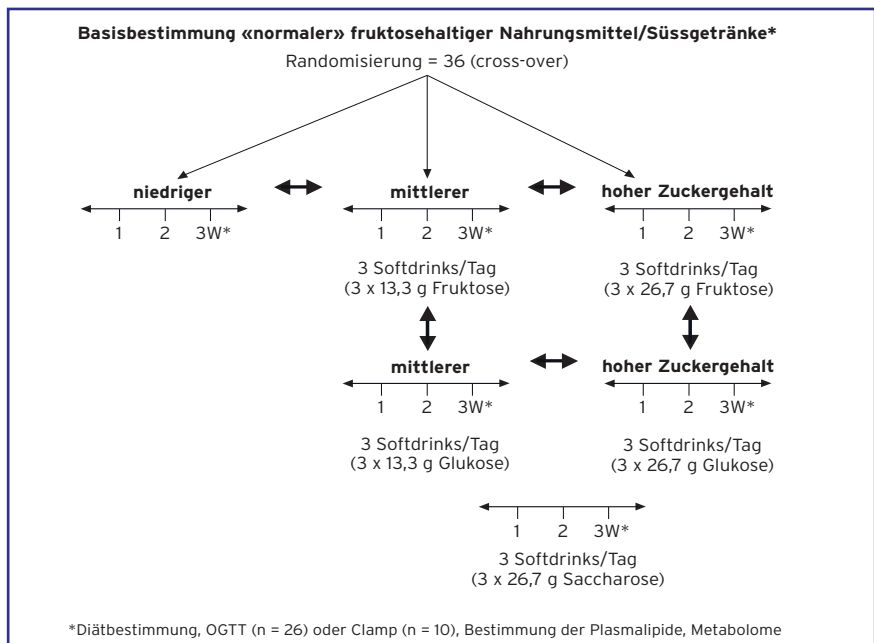 Basisbestimmung «normaler» fruktosehaltiger Nahrungsmittel/Süssgetränke*
Randomisierung = 36 (cross-over)
niedriger
mittlerer
hoher Zuckergehalt
1 2 3W*
1 2 3W*
1 2 3W*
3 Softdrinks/Tag
(3 x 13,3 g Fruktose)
3 Softdrinks/Tag
(3 x 26,7 g Fruktose)
mittlerer
hoher Zuckergehalt
1 2 3W*
1 2 3W*
3 Softdrinks/Tag
(3 x 13,3 g Glukose)
3 Softdrinks/Tag
(3 x 26,7 g Glukose)
1 2 3W*
3 Softdrinks/Tag
(3 x 26,7 g Saccharose)
*Diätbestimmung, OGTT (n = 26) oder Clamp (n = 10), Bestimmung der Plasmalipide, Metabolome